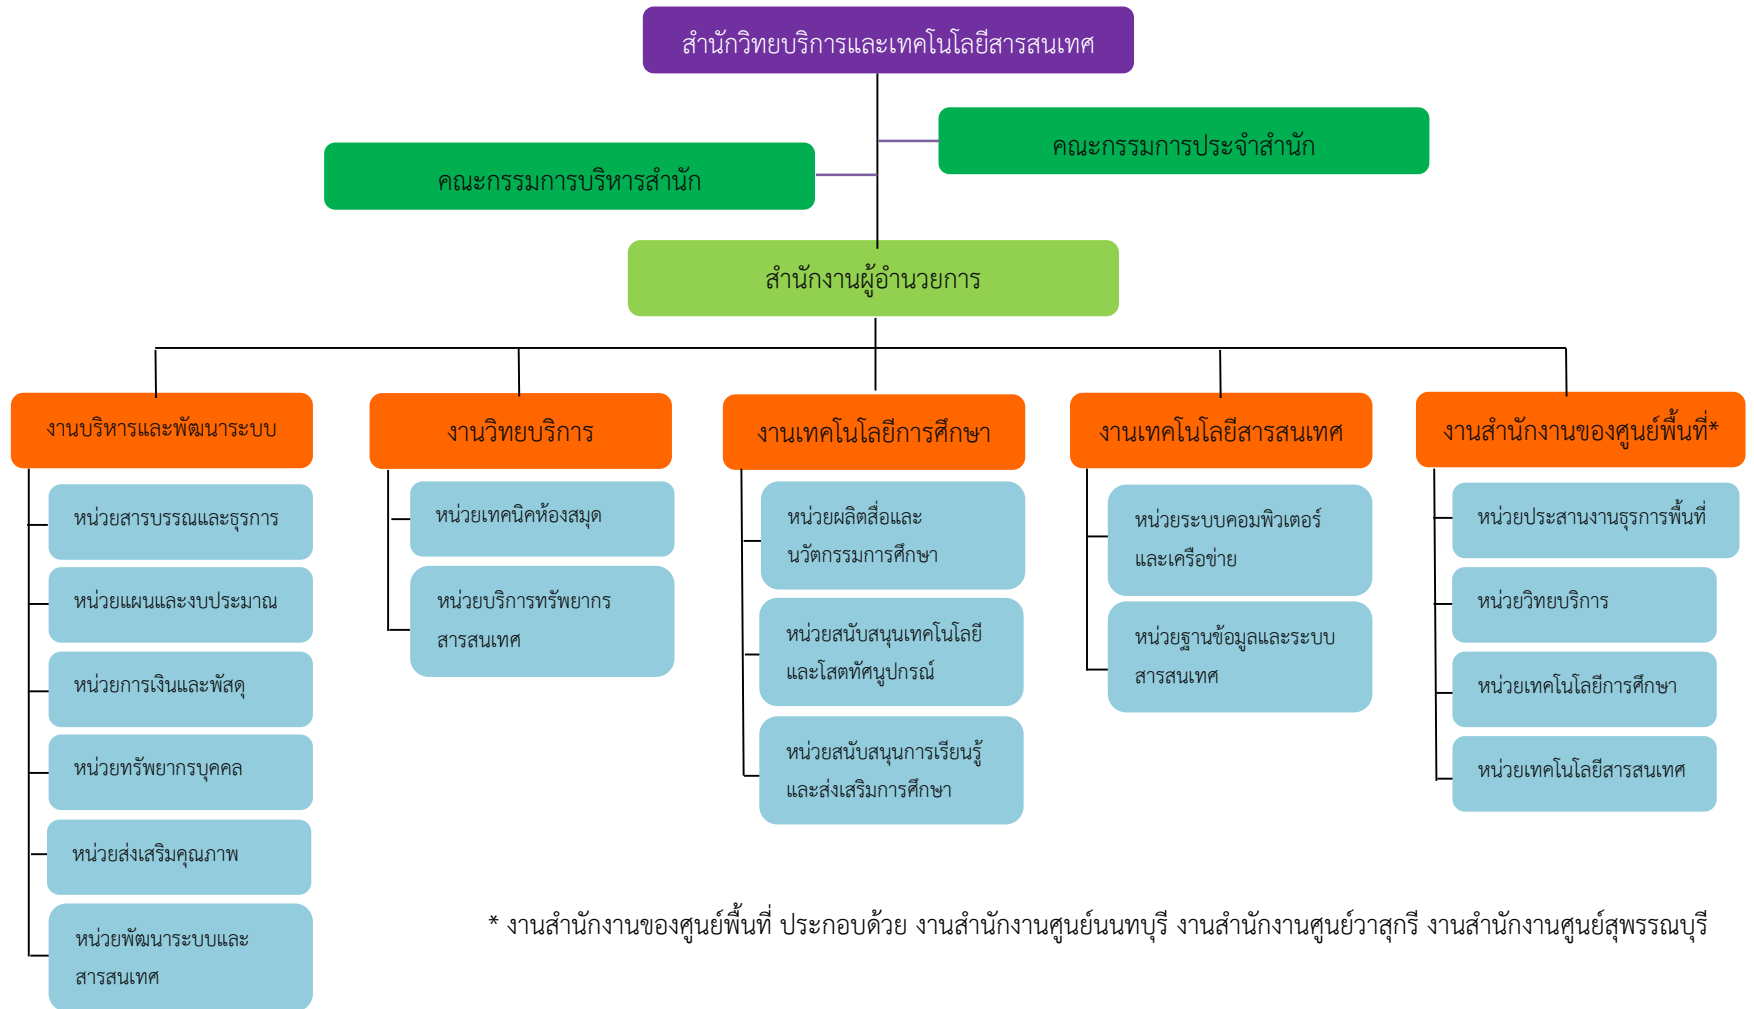 สำนักวิทยบริการและเทคโนโลยีสารสนเทศ
คณะกรรมการประจำสำนัก
คณะกรรมการบริหารสำนัก
สำนักงานผู้อำนวยการ
งานบริหารและพัฒนาระบบ
หน่วยสารบรรณและธุรการ
หน่วยแผนและงบประมาณ
หน่วยการเงินและพัสดุ
หน่วยทรัพยากรบุคคล
หน่วยส่งเสริมคุณภาพ
หน่วยพัฒนาระบบและ
สารสนเทศ
งานวิทยบริการ
หน่วยเทคนิคห้องสมุด
หน่วยบริการทรัพยากร
สารสนเทศ
งานเทคโนโลยีการศึกษา
หน่วยผลิตสื่อและ
นวัตกรรมการศึกษา
หน่วยสนับสนุนเทคโนโลยี
และโสตทัศนูปกรณ์
หน่วยสนับสนุนการเรียนรู้
และส่งเสริมการศึกษา
งานเทคโนโลยีสารสนเทศ
หน่วยระบบคอมพิวเตอร์
และเครือข่าย
หน่วยฐานข้อมูลและระบบ
สารสนเทศ
งานสำนักงานของศูนย์พื้นที่*
หน่วยประสานงานธุรการพื้นที่
หน่วยวิทยบริการ
หน่วยเทคโนโลยีการศึกษา
หน่วยเทคโนโลยีสารสนเทศ
* งานสำนักงานของศูนย์พื้นที่ ประกอบด้วย งานสำนักงานศูนย์นนทบุรี งานสำนักงานศูนย์วาสุกรี งานสำนักงานศูนย์สุพรรณบุรี